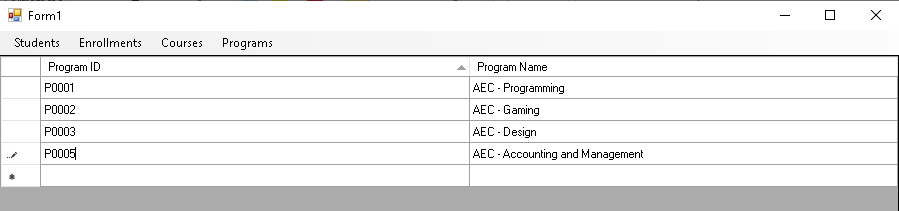 Form1
Students Enrollments Courses Programs
Program ID Program Name
P0001 AEC - Programming
P0002 AEC - Gaming
P0003 AEC - Design
P0005 AEC - Accounting and Management